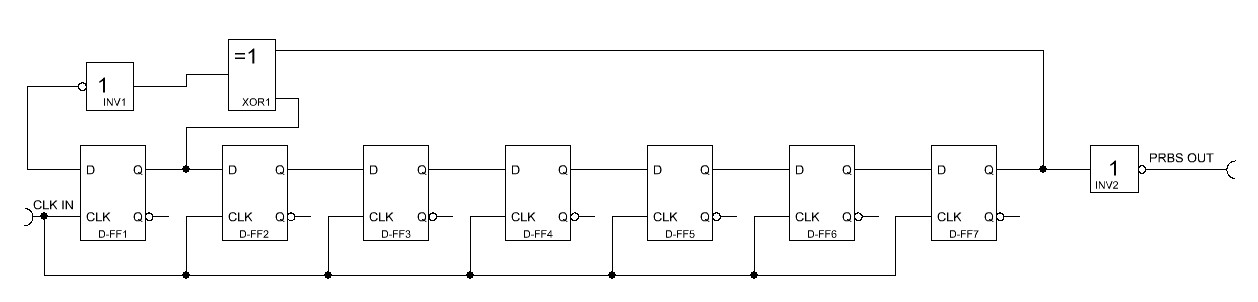 =1
XOR1
1
INV1
D Q
CLK Q
D-FF1
D Q
CLK Q
D-FF2
D Q
CLK Q
D-FF3
D Q
CLK Q
D-FF4
D Q
CLK Q
D-FF5
D Q
CLK Q
D-FF6
D Q
CLK Q
D-FF7
1
INV2
PRBS OUT
CLK IN